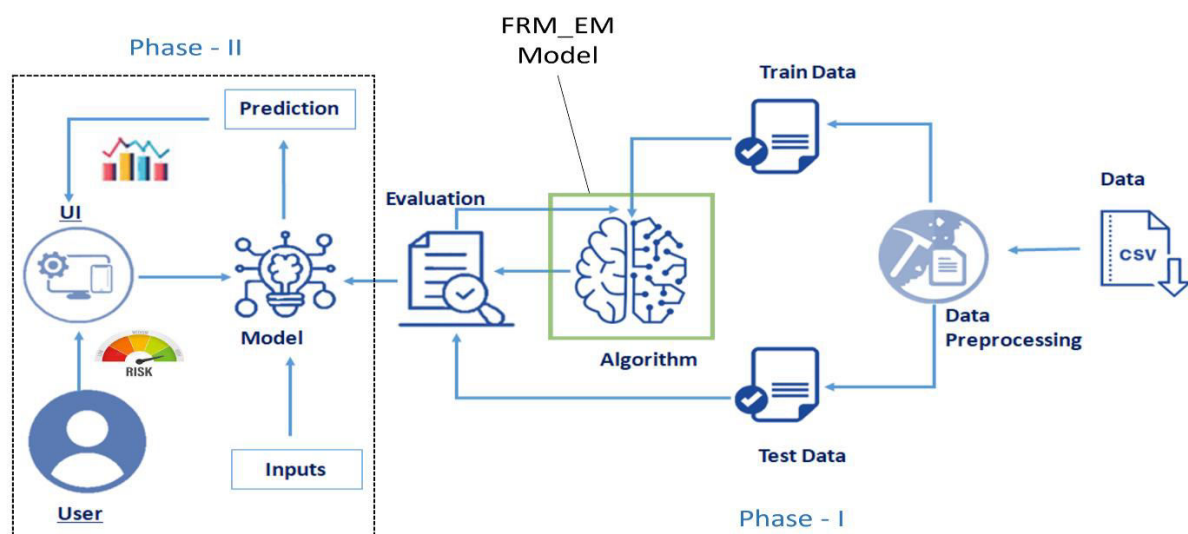 FRM_EM
Model
Phase - II
Train Data
Prediction
Data
Evaluation
UI
CSV
Model
Data
Preprocessing
RISK
Algorithm
Test Data
Inputs
User
Phase - I